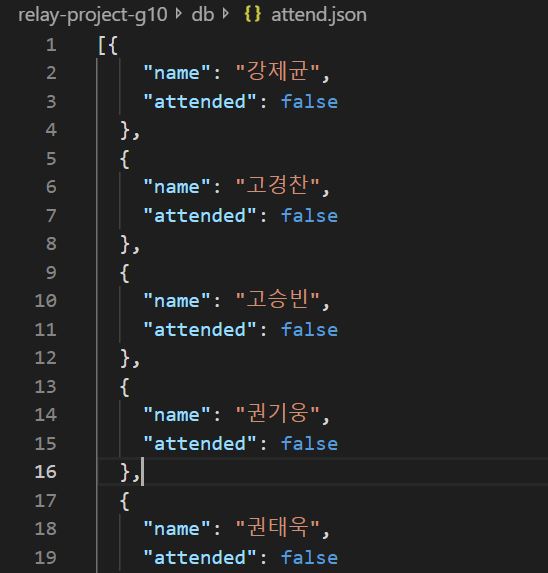 relay-project-g10 > db > {} attend.json
1 [{
2 "name": "강제균",
3 "attended": false
4 },
5 {
6 "name": "고경찬",
7 "attended": false
8 },
9 {
10 "name": "고승빈",
11 "attended": false
12 },
13 {
14 "name": "권기웅",
15 "attended": false
16 },
17 {
18 "name": "권태욱",
19 "attended": false